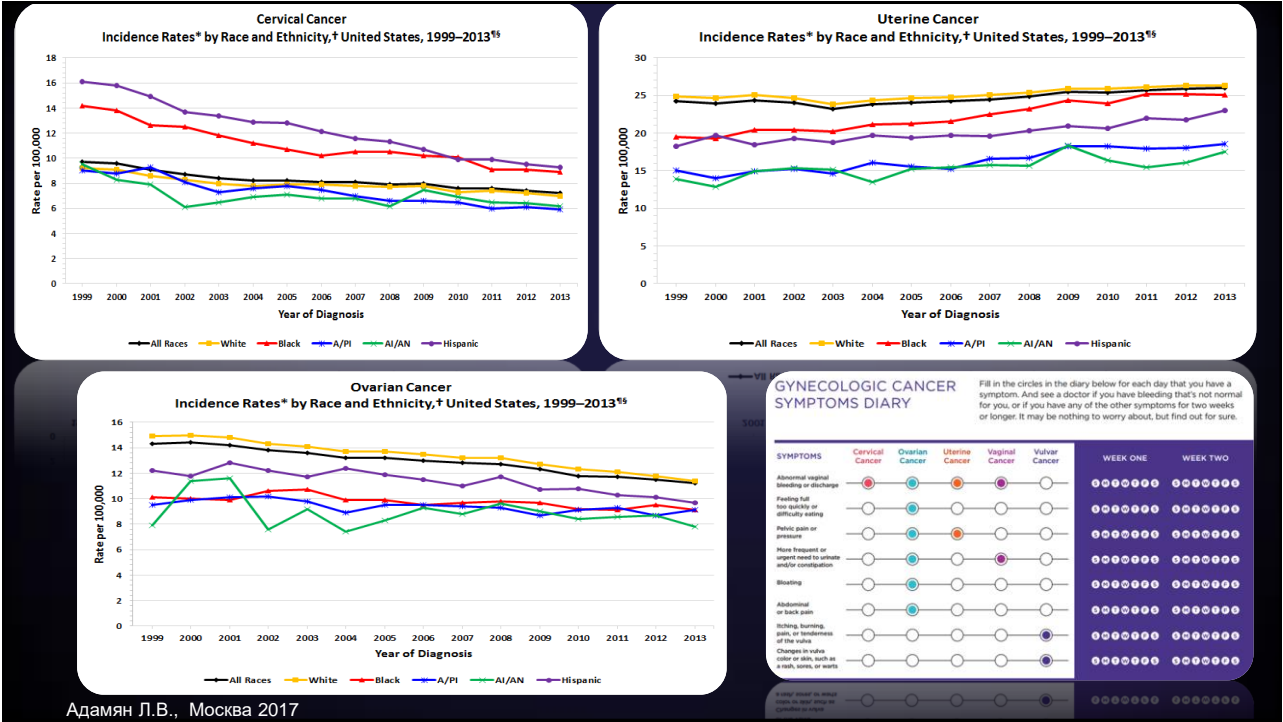 Cervical Cancer
Incidence Rates* by Race and Ethnicity,† United States, 1999–2013¶§
18
16
14
12
10
8
6
4
2
0
Rate per 100,000
1999 2000 2001 2002 2003 2004 2005 2006 2007 2008 2009 2010 2011 2012 2013
Year of Diagnosis
All Races White Black A/PI AI/AN Hispanic
Uterine Cancer
Incidence Rates* by Race and Ethnicity,† United States, 1999–2013¶§
30
25
20
15
10
5
0
Rate per 100,000
1999 2000 2001 2002 2003 2004 2005 2006 2007 2008 2009 2010 2011 2012 2013
Year of Diagnosis
All Races White Black A/PI AI/AN Hispanic
Ovarian Cancer
Incidence Rates* by Race and Ethnicity,† United States, 1999–2013¶§
16
14
12
10
8
6
4
2
0
Rate per 100,000
1999 2000 2001 2002 2003 2004 2005 2006 2007 2008 2009 2010 2011 2012 2013
Year of Diagnosis
All Races White Black A/PI AI/AN Hispanic
GYNECOLOGIC CANCER
SYMPTOMS DIARY
Fill in the circles in the diary below for each day that you have a
symptom. And see a doctor if you have bleeding that's not normal
for you, or if you have any of the other symptoms for two weeks
or longer. It may be nothing to worry about, but find out for sure.
SYMPTOMS
Cervical
Cancer
Ovarian
Cancer
Uterine
Cancer
Vaginal
Cancer
Vulvar
Cancer
WEEK ONE WEEK TWO
Abnormal vaginal
bleeding or discharge
S M T W T F S S M T W T F S
Feeling full
too quickly or
difficulty eating
S M T W T F S S M T W T F S
Pelvic pain or
pressure
S M T W T F S S M T W T F S
More frequent or
urgent need to urinate
and/or constipation
S M T W T F S S M T W T F S
Bloating
S M T W T F S S M T W T F S
Abdominal
or back pain
S M T W T F S S M T W T F S
Itching, burning,
pain, or tenderness
of the vulva
S M T W T F S S M T W T F S
Changes in vulva
color or skin, such as
a rash, sores, or warts
S M T W T F S S M T W T F S
Адамян Л.В., Москва 2017